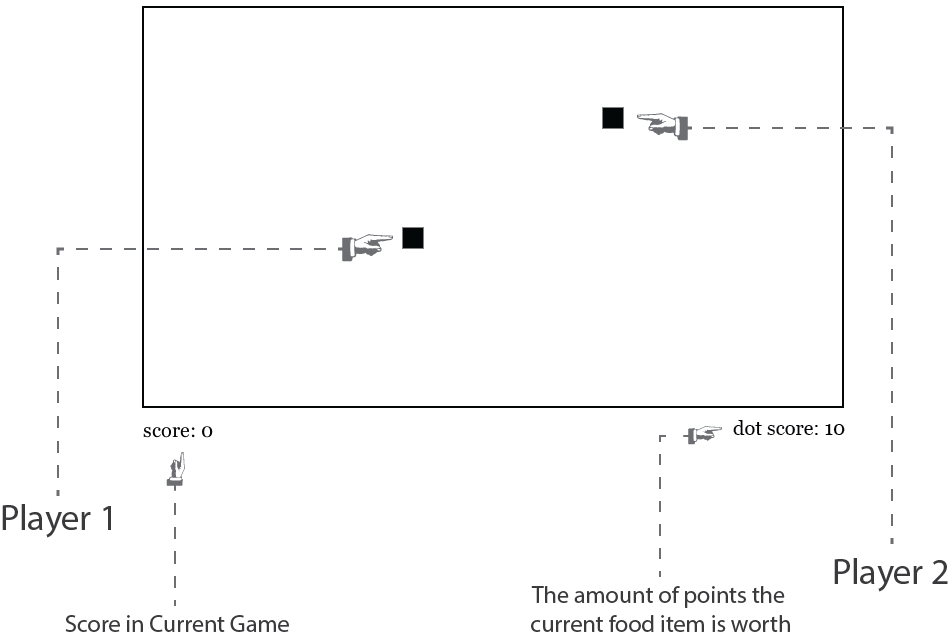 score: 0
dot score: 10
Player 1
Player 2
Score in Current Game
The amount of points the
current food item is worth